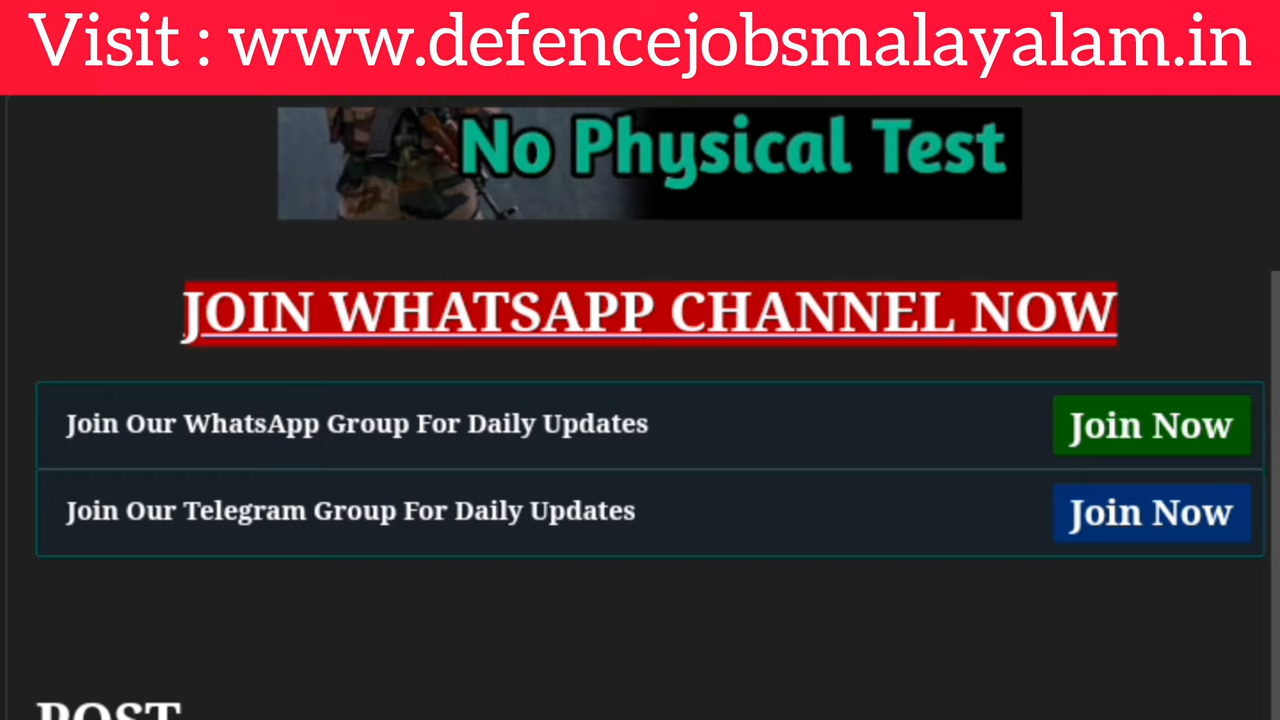 Visit : www.defencejobsmalayalam.in
No Physical Test
JOIN WHATSAPP CHANNEL NOW
Join Our WhatsApp Group For Daily Updates
Join Now
Join Our Telegram Group For Daily Updates
Join Now
POST